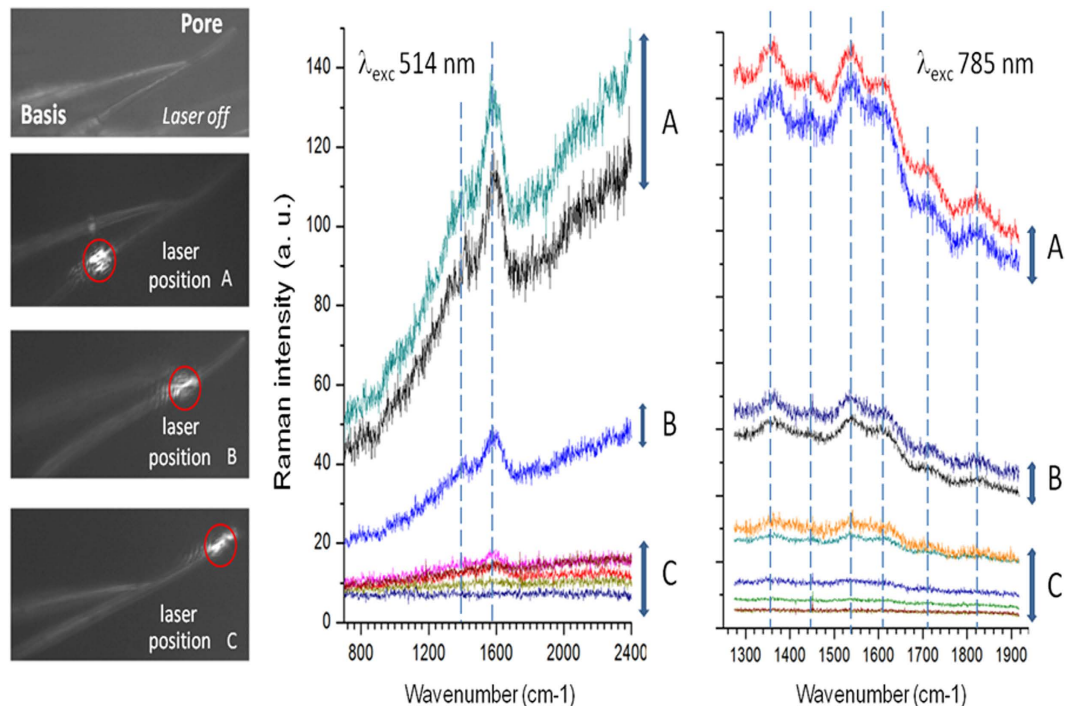 Pore
Basis
Laser off
laser
position A
laser
position B
laser
position C
Raman intensity (a. u.)
140
120
100
80
60
40
20
0
λexc 514 nm
A
B
C
800 1200 1600 2000 2400
Wavenumber (cm-1)
λexc 785 nm
A
B
C
1300 1400 1500 1600 1700 1800 1900
Wavenumber (cm-1)